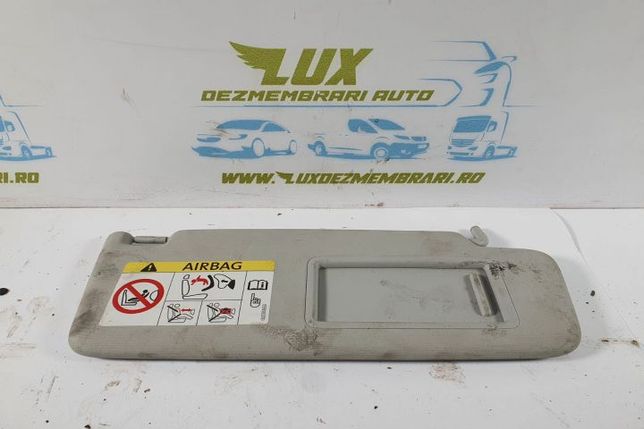 LUX
DEZMEMBRARI AUTO
WWW.LUXDEZMEMBRARI.RO
I.RO
AIRBAG